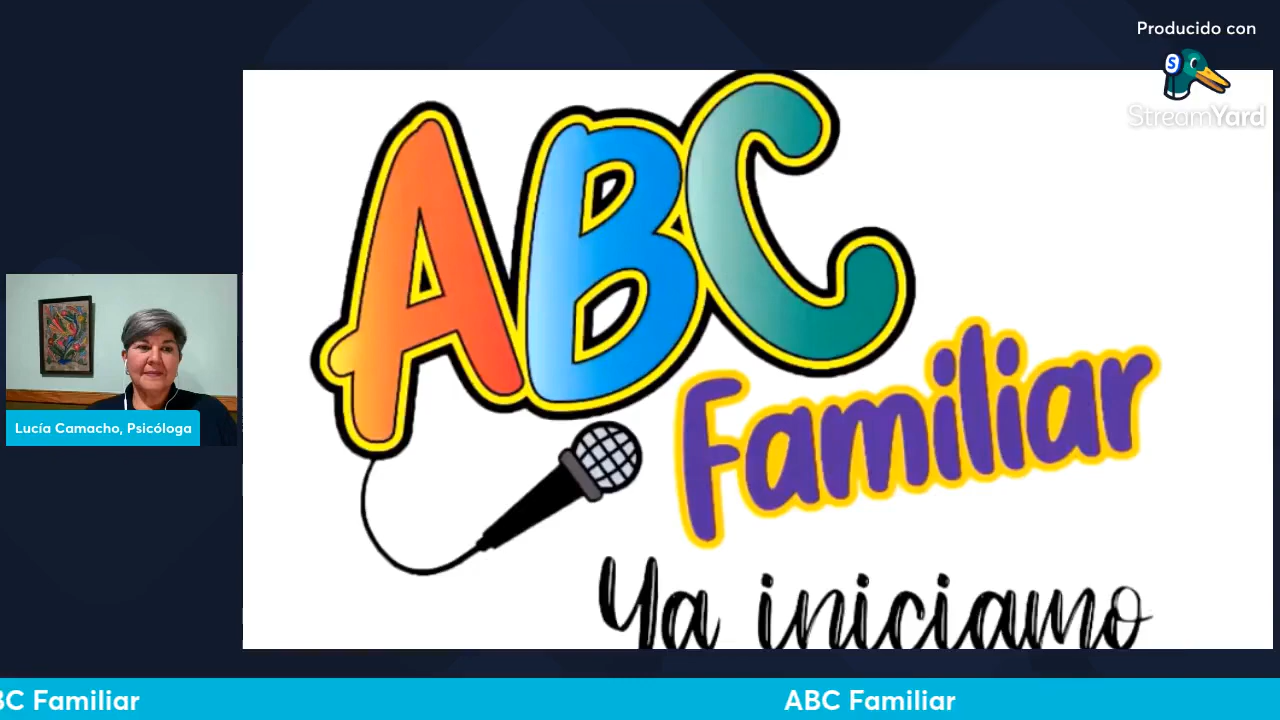 Producido con
StreamYard
ABC
Familiar
Ya iniciamo
Lucía Camacho, Psicóloga
BC Familiar
ABC Familiar